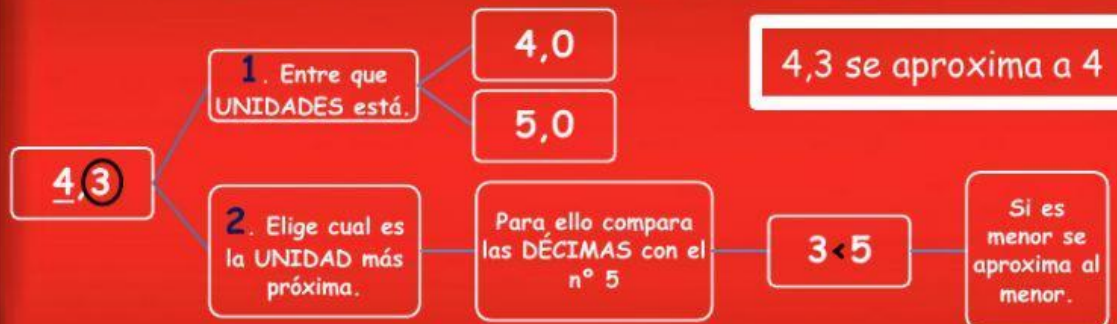 4,3
1. Entre que
UNIDADES está.
4,0
5,0
4,3 se aproxima a 4
2. Elige cual es
la UNIDAD más
próxima.
Para ello compara
las DÉCIMAS con el
nº 5
3<5
Si es
menor se
aproxima al
menor.